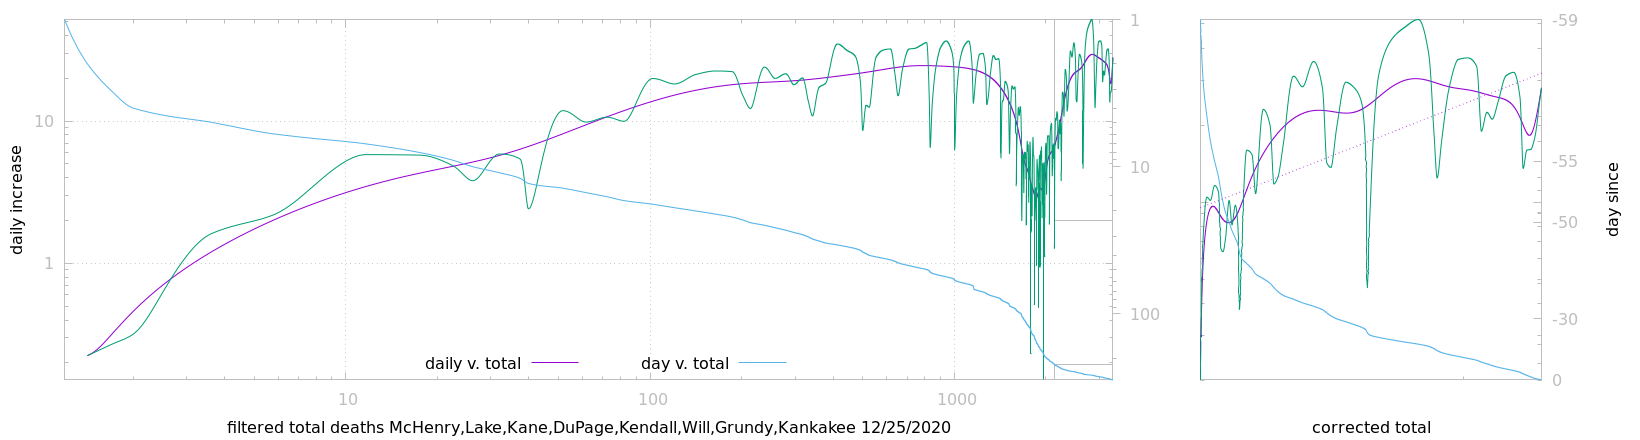 daily increase
10
1
10
100
1000
1
10
100
daily v. total
day v. total
filtered total deaths McHenry,Lake,Kane,DuPage,Kendall,Will,Grundy,Kankakee 12/25/2020
-59
-55
-50
-30
0
day since
corrected total